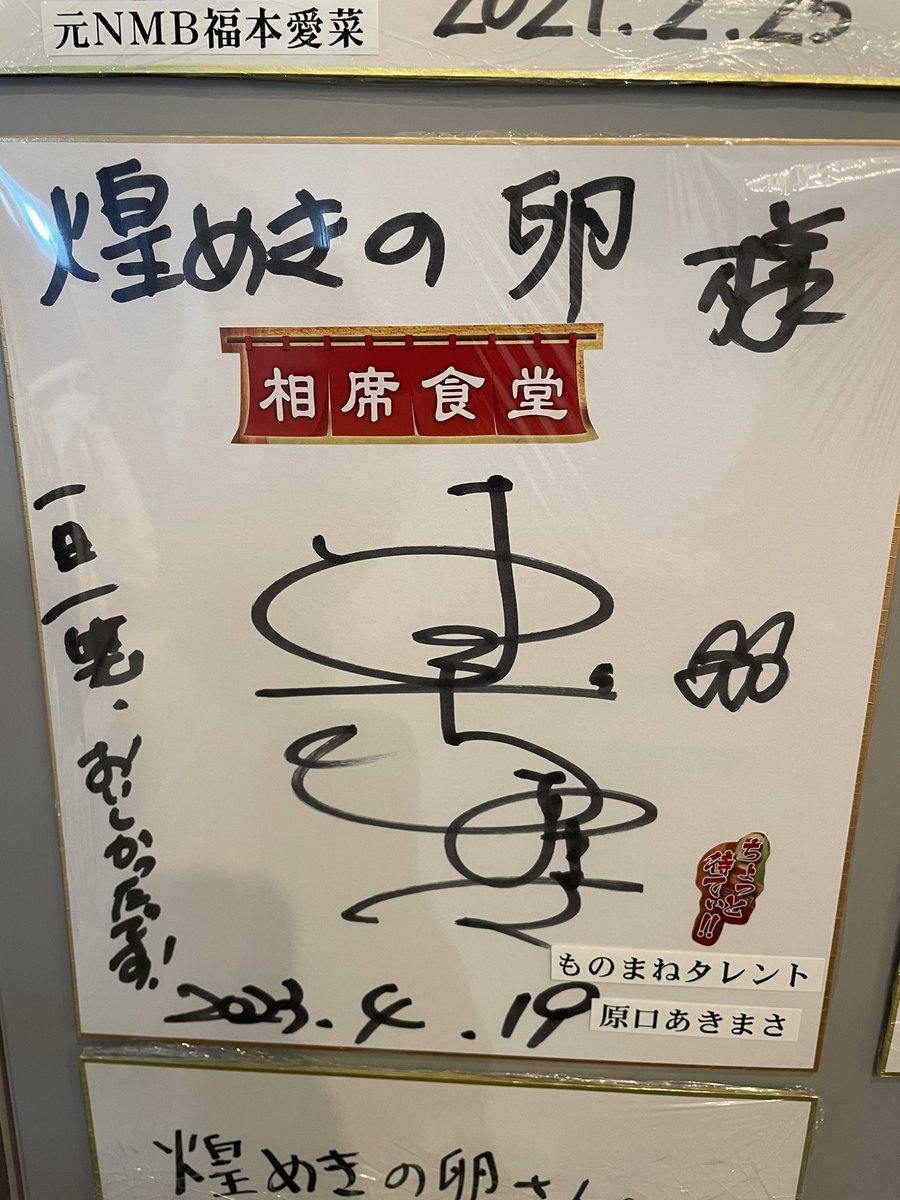 元NMB福本愛菜
2021.2.25
煌めきの卵 様
相席食堂
一日一晃.
おいしかったです!
ちょっと
待てぃ!!
ものまねタレント
原口あきまさ
2023.4.19
煌めきの卵さん